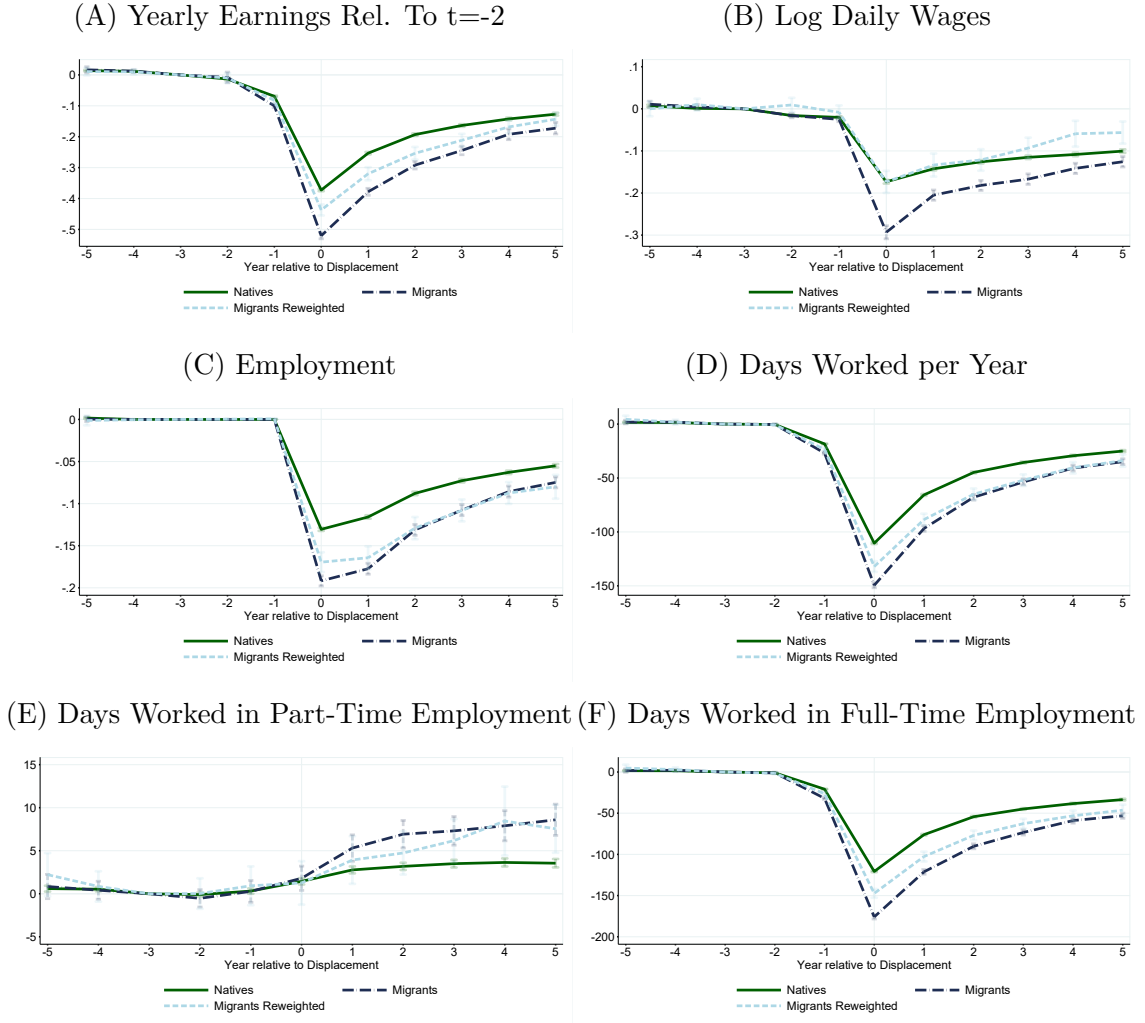 (A) Yearly Earnings Rel. To t=-2
0
-.1
-.2
-.3
-.4
-.5
-5 -4 -3 -2 -1 0 1 2 3 4 5
Year relative to Displacement
Natives
Migrants
Migrants Reweighted
(B) Log Daily Wages
.1
0
-.1
-.2
-.3
-5 -4 -3 -2 -1 0 1 2 3 4 5
Year relative to Displacement
Natives
Migrants
Migrants Reweighted
(C) Employment
0
-.05
-.1
-.15
-.2
-5 -4 -3 -2 -1 0 1 2 3 4 5
Year relative to Displacement
Natives
Migrants
Migrants Reweighted
(D) Days Worked per Year
0
-50
-100
-150
-5 -4 -3 -2 -1 0 1 2 3 4 5
Year relative to Displacement
Natives
Migrants
Migrants Reweighted
(E) Days Worked in Part-Time Employment
15
10
5
0
-5
-5 -4 -3 -2 -1 0 1 2 3 4 5
Year relative to Displacement
Natives
Migrants
Migrants Reweighted
(F) Days Worked in Full-Time Employment
0
-50
-100
-150
-200
-5 -4 -3 -2 -1 0 1 2 3 4 5
Year relative to Displacement
Natives
Migrants
Migrants Reweighted